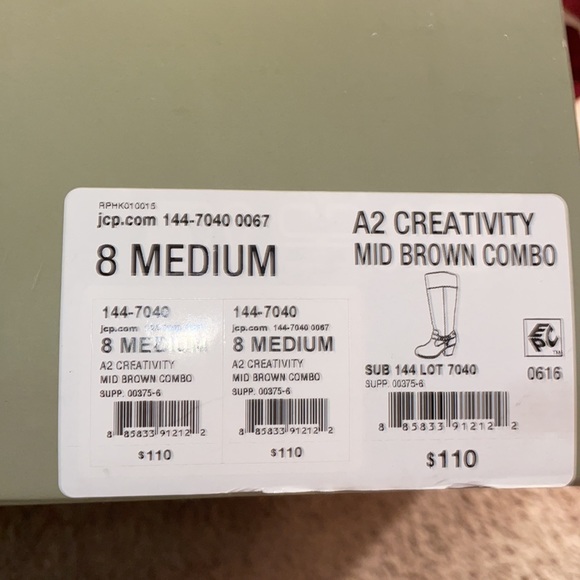 RPHK010015
jcp.com 144-7040 0067
8 MEDIUM
A2 CREATIVITY
MID BROWN COMBO
144-7040
jcp.com
8 MEDIUM
A2 CREATIVITY
MID BROWN COMBO
SUPP. 00375-6
8 85833 91212 2
$110
144-7040
jcp.com 144-7040 0067
8 MEDIUM
A2 CREATIVITY
MID BROWN COMBO
SUPP. 00375-6
8 85833 91212 2
$110
EPC
TM
SUB 144 LOT 7040
0616
SUPP. 00375-6
8 85833 91212 2
$110